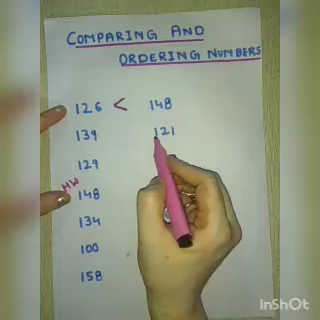 COMPARING AND
ORDERING NUMBERS
126 < 148
139 121
129
HW
148
134
100
158
InShOt